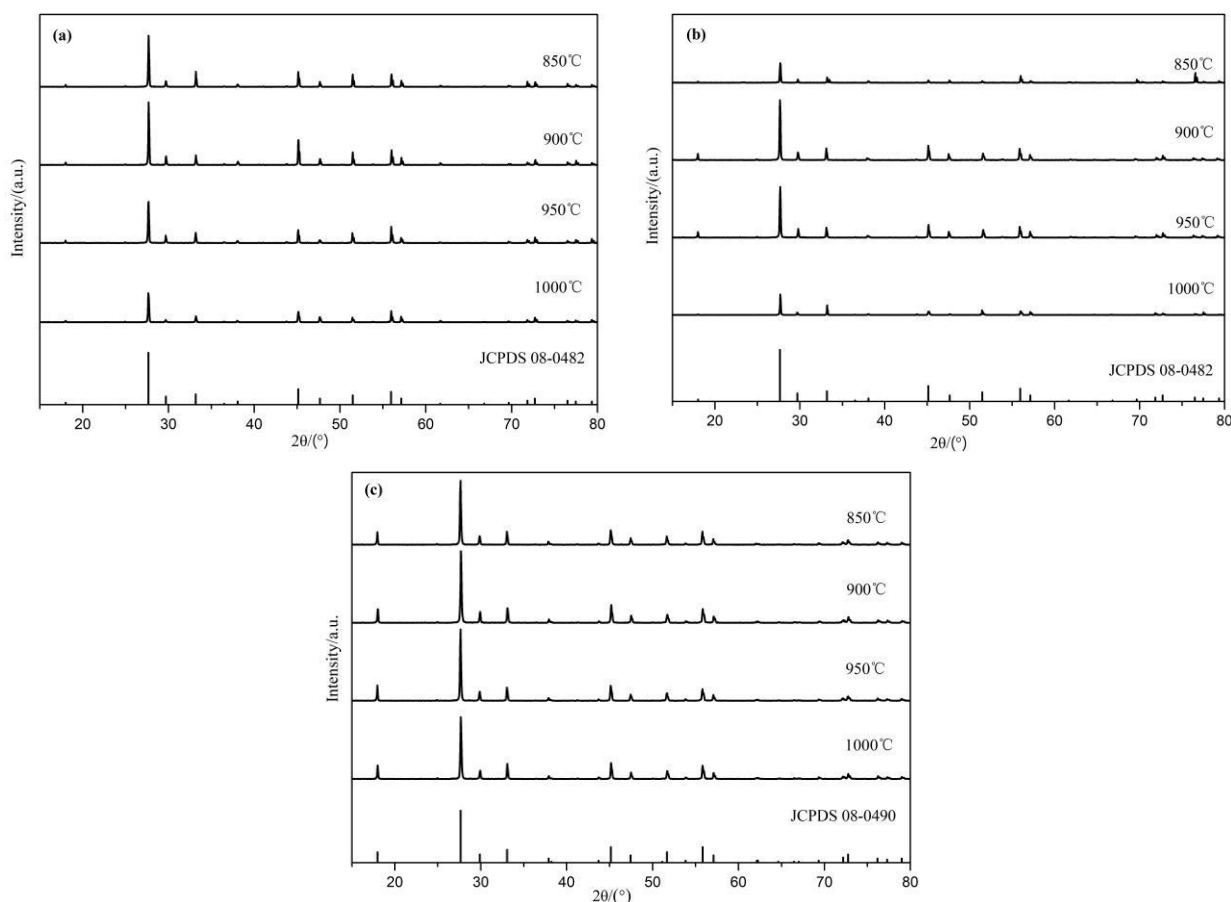 (a)
850℃
900℃
950℃
1000℃
JCPDS 08-0482
Intensity/(a.u.)
20 30 40 50 60 70 80
2θ/(°)
(b)
850℃
900℃
950℃
1000℃
JCPDS 08-0482
Intensity/(a.u.)
20 30 40 50 60 70 80
2θ/(°)
(c)
850℃
900℃
950℃
1000℃
JCPDS 08-0490
Intensity/a.u.
20 30 40 50 60 70 80
2θ/(°)